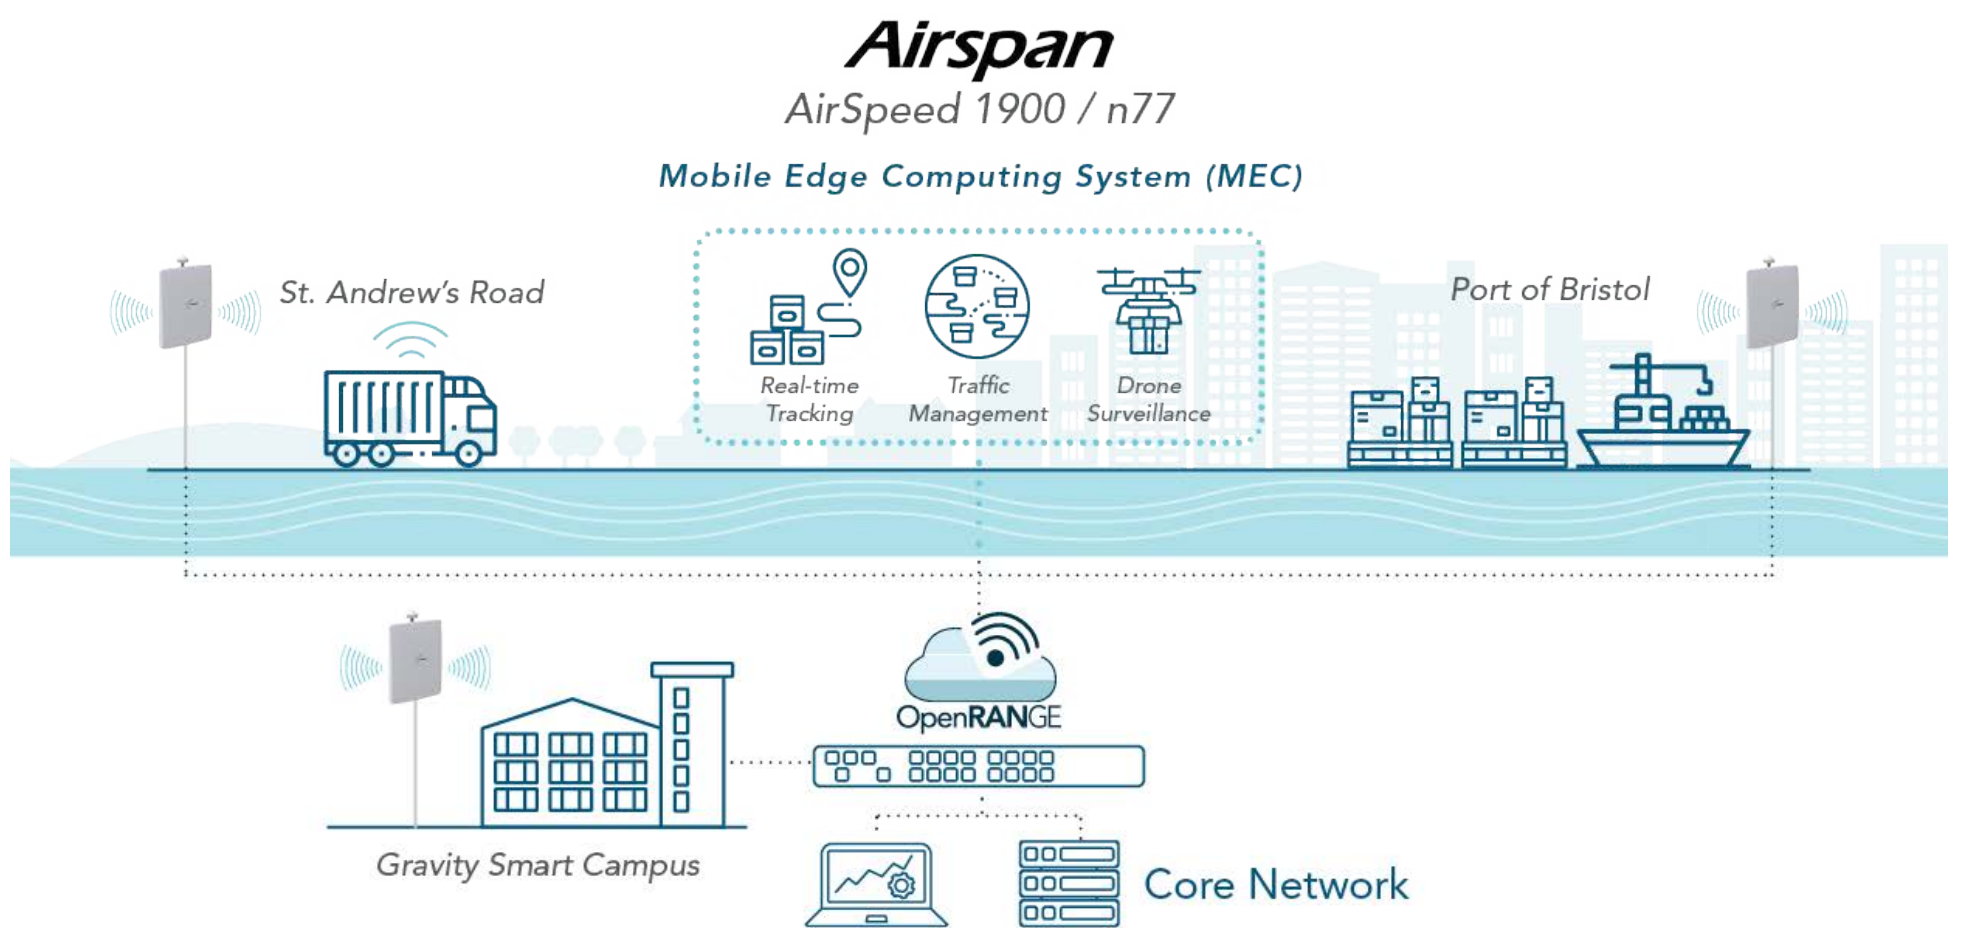 Airspan
AirSpeed 1900 / n77
Mobile Edge Computing System (MEC)
St. Andrew's Road
Real-time
Tracking
Traffic
Management
Drone
Surveillance
Port of Bristol
OpenRANGE
Gravity Smart Campus
Core Network